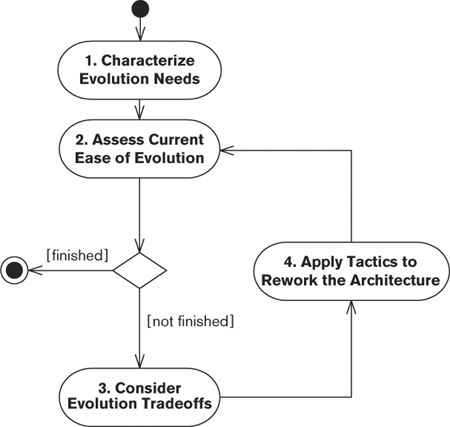 1. Characterize
Evolution Needs
2. Assess Current
Ease of Evolution
[finished]
[not finished]
4. Apply Tactics to
Rework the Architecture
3. Consider
Evolution Tradeoffs